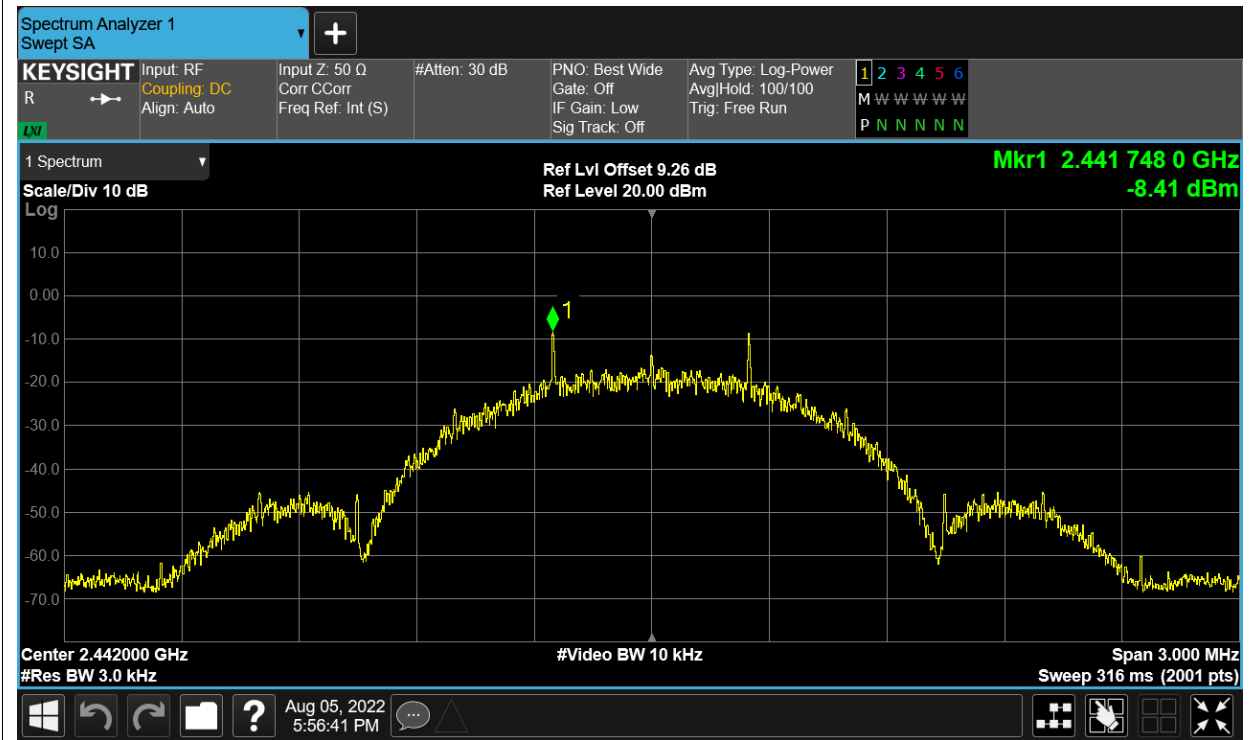 Spectrum Analyzer 1
Swept SA
+
KEYSIGHT
R
LXI
Input: RF
Coupling: DC
Align: Auto
Input Z: 50 Ω
Corr CCorr
Freq Ref: Int (S)
#Atten: 30 dB
PNO: Best Wide
Gate: Off
IF Gain: Low
Sig Track: Off
Avg Type: Log-Power
Avg|Hold: 100/100
Trig: Free Run
1 2 3 4 5 6
M W W W W W
P N N N N N
1 Spectrum
Scale/Div 10 dB
Log
Ref Lvl Offset 9.26 dB
Ref Level 20.00 dBm
Mkr1 2.441 748 0 GHz
-8.41 dBm
10.0
0.00
-10.0
-20.0
-30.0
-40.0
-50.0
-60.0
-70.0
1
Center 2.442000 GHz
#Res BW 3.0 kHz
#Video BW 10 kHz
Span 3.000 MHz
Sweep 316 ms (2001 pts)
?
Aug 05, 2022
5:56:41 PM